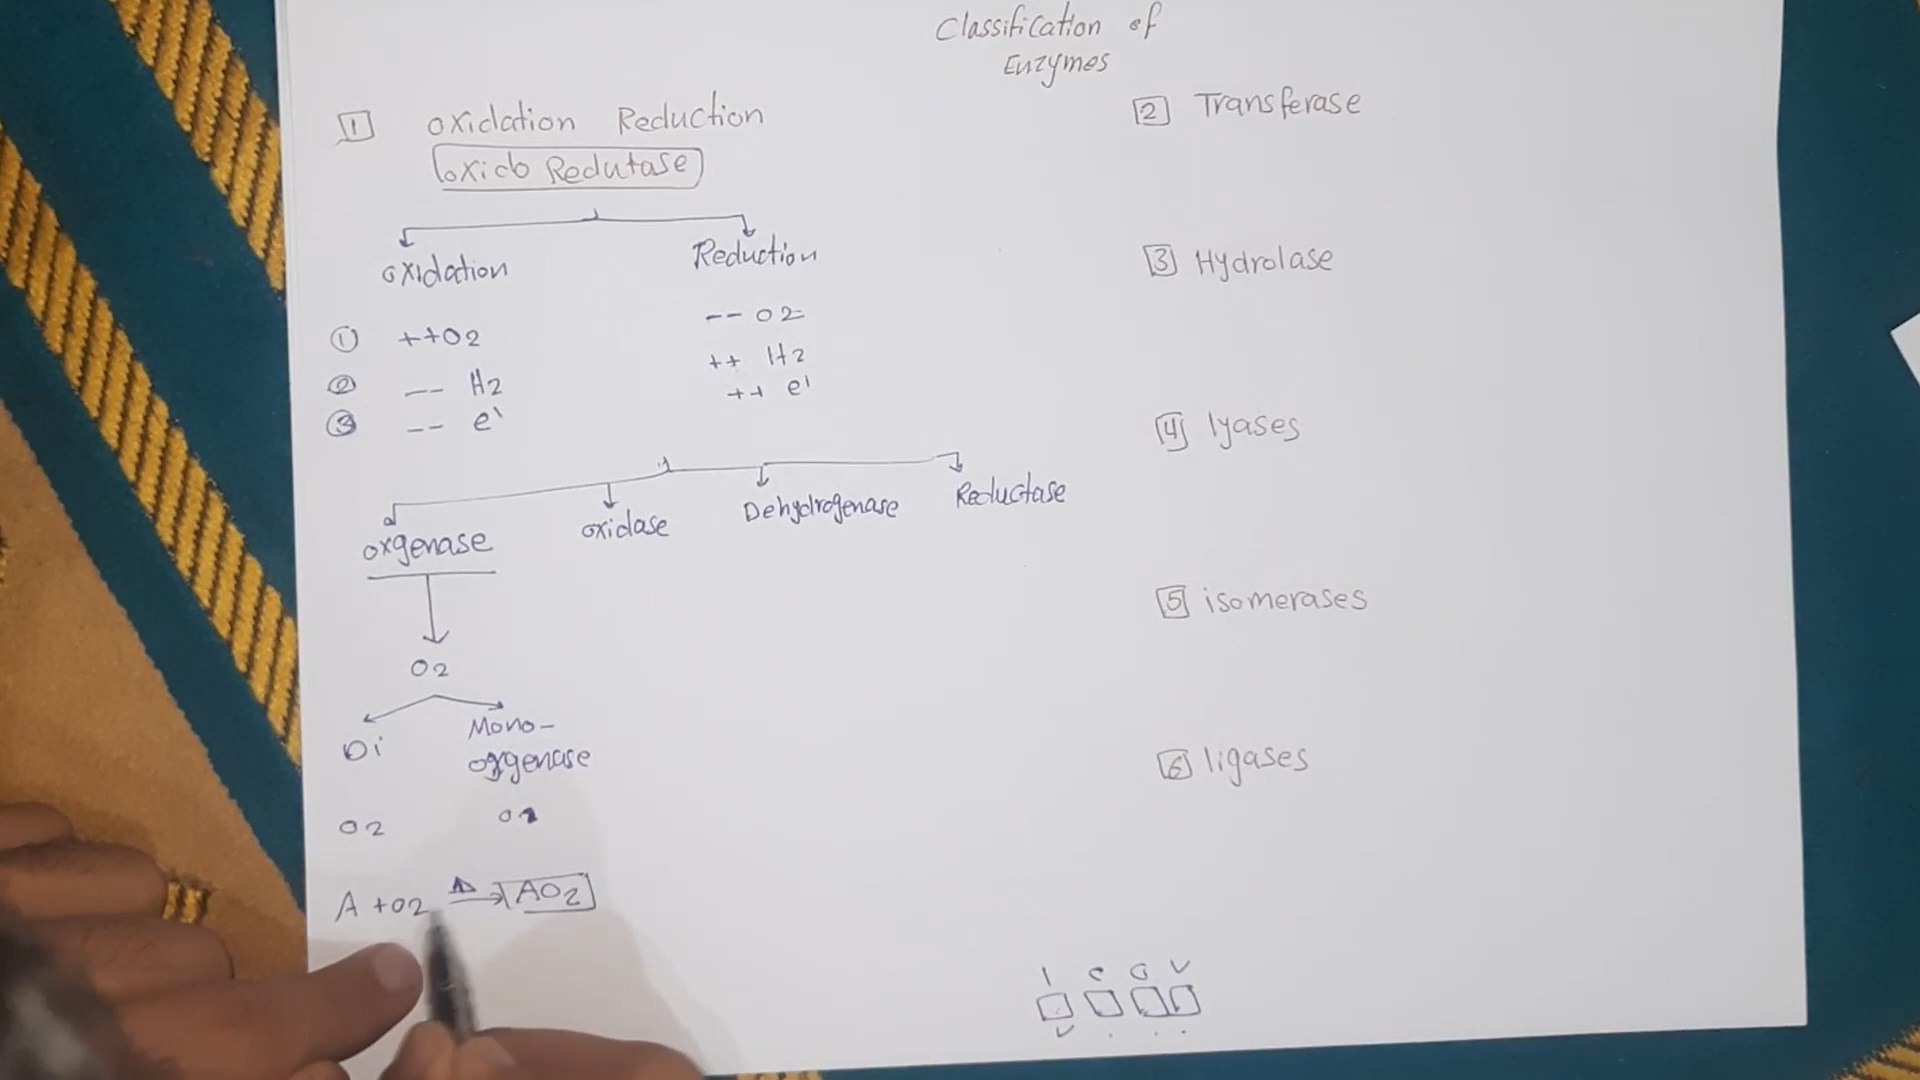 Classification of
Enzymes
1 oxidation Reduction
oxido Redutase
oxidation Reduction
1 ++O2 -- O2
2 -- H2 ++ H2
3 -- e' ++ e'
oxgenase oxidase Dehydrogenase Reductase
O2
Di Mono-
oxgenase
O2
A + O2 → AO2
2 Transferase
3 Hydrolase
4 lyases
5 isomerases
6 ligases